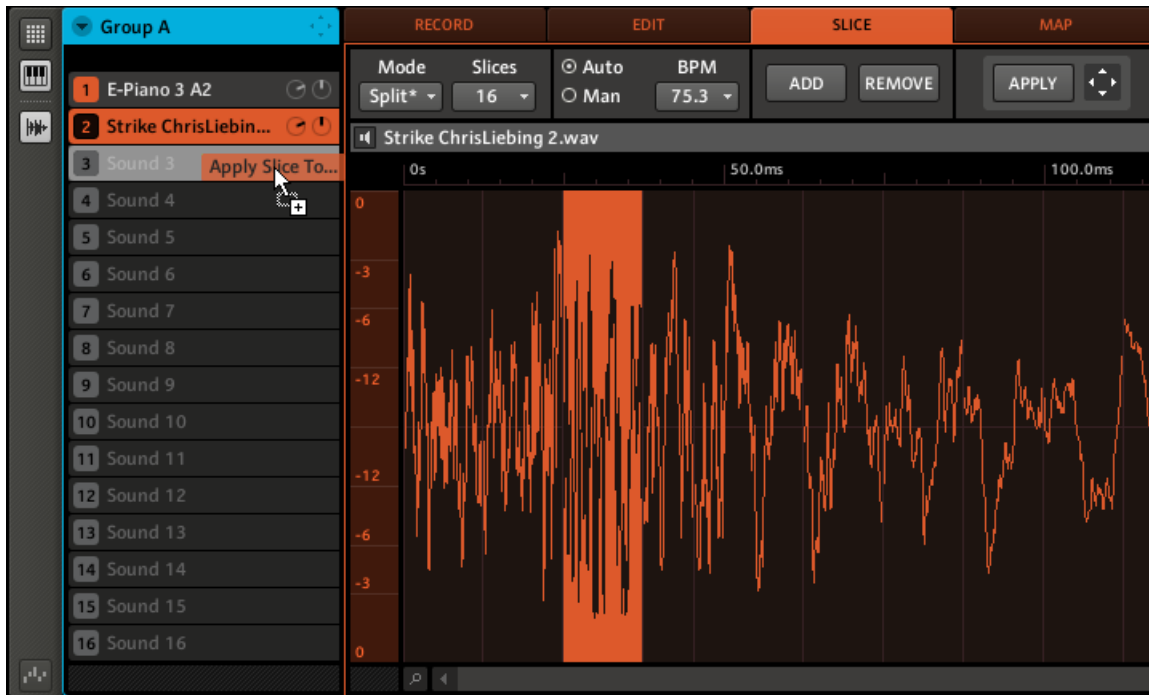 Group A
RECORD EDIT SLICE MAP
Mode Slices Auto BPM
Split* 16 Man 75.3 ADD REMOVE APPLY
1 E-Piano 3 A2
2 Strike ChrisLiebin...
Strike ChrisLiebing 2.wav
3 Sound 3 Apply Slice To...
0s 50.0ms 100.0ms
4 Sound 4
5 Sound 5
6 Sound 6
7 Sound 7
8 Sound 8
9 Sound 9
10 Sound 10
11 Sound 11
12 Sound 12
13 Sound 13
14 Sound 14
15 Sound 15
16 Sound 16
0
-3
-6
-12
-12
-6
-3
0